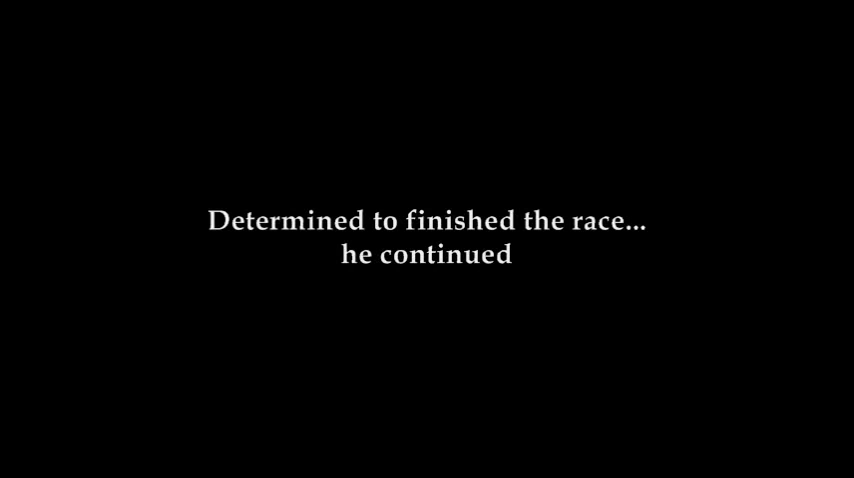 Determined to finished the race...
he continued